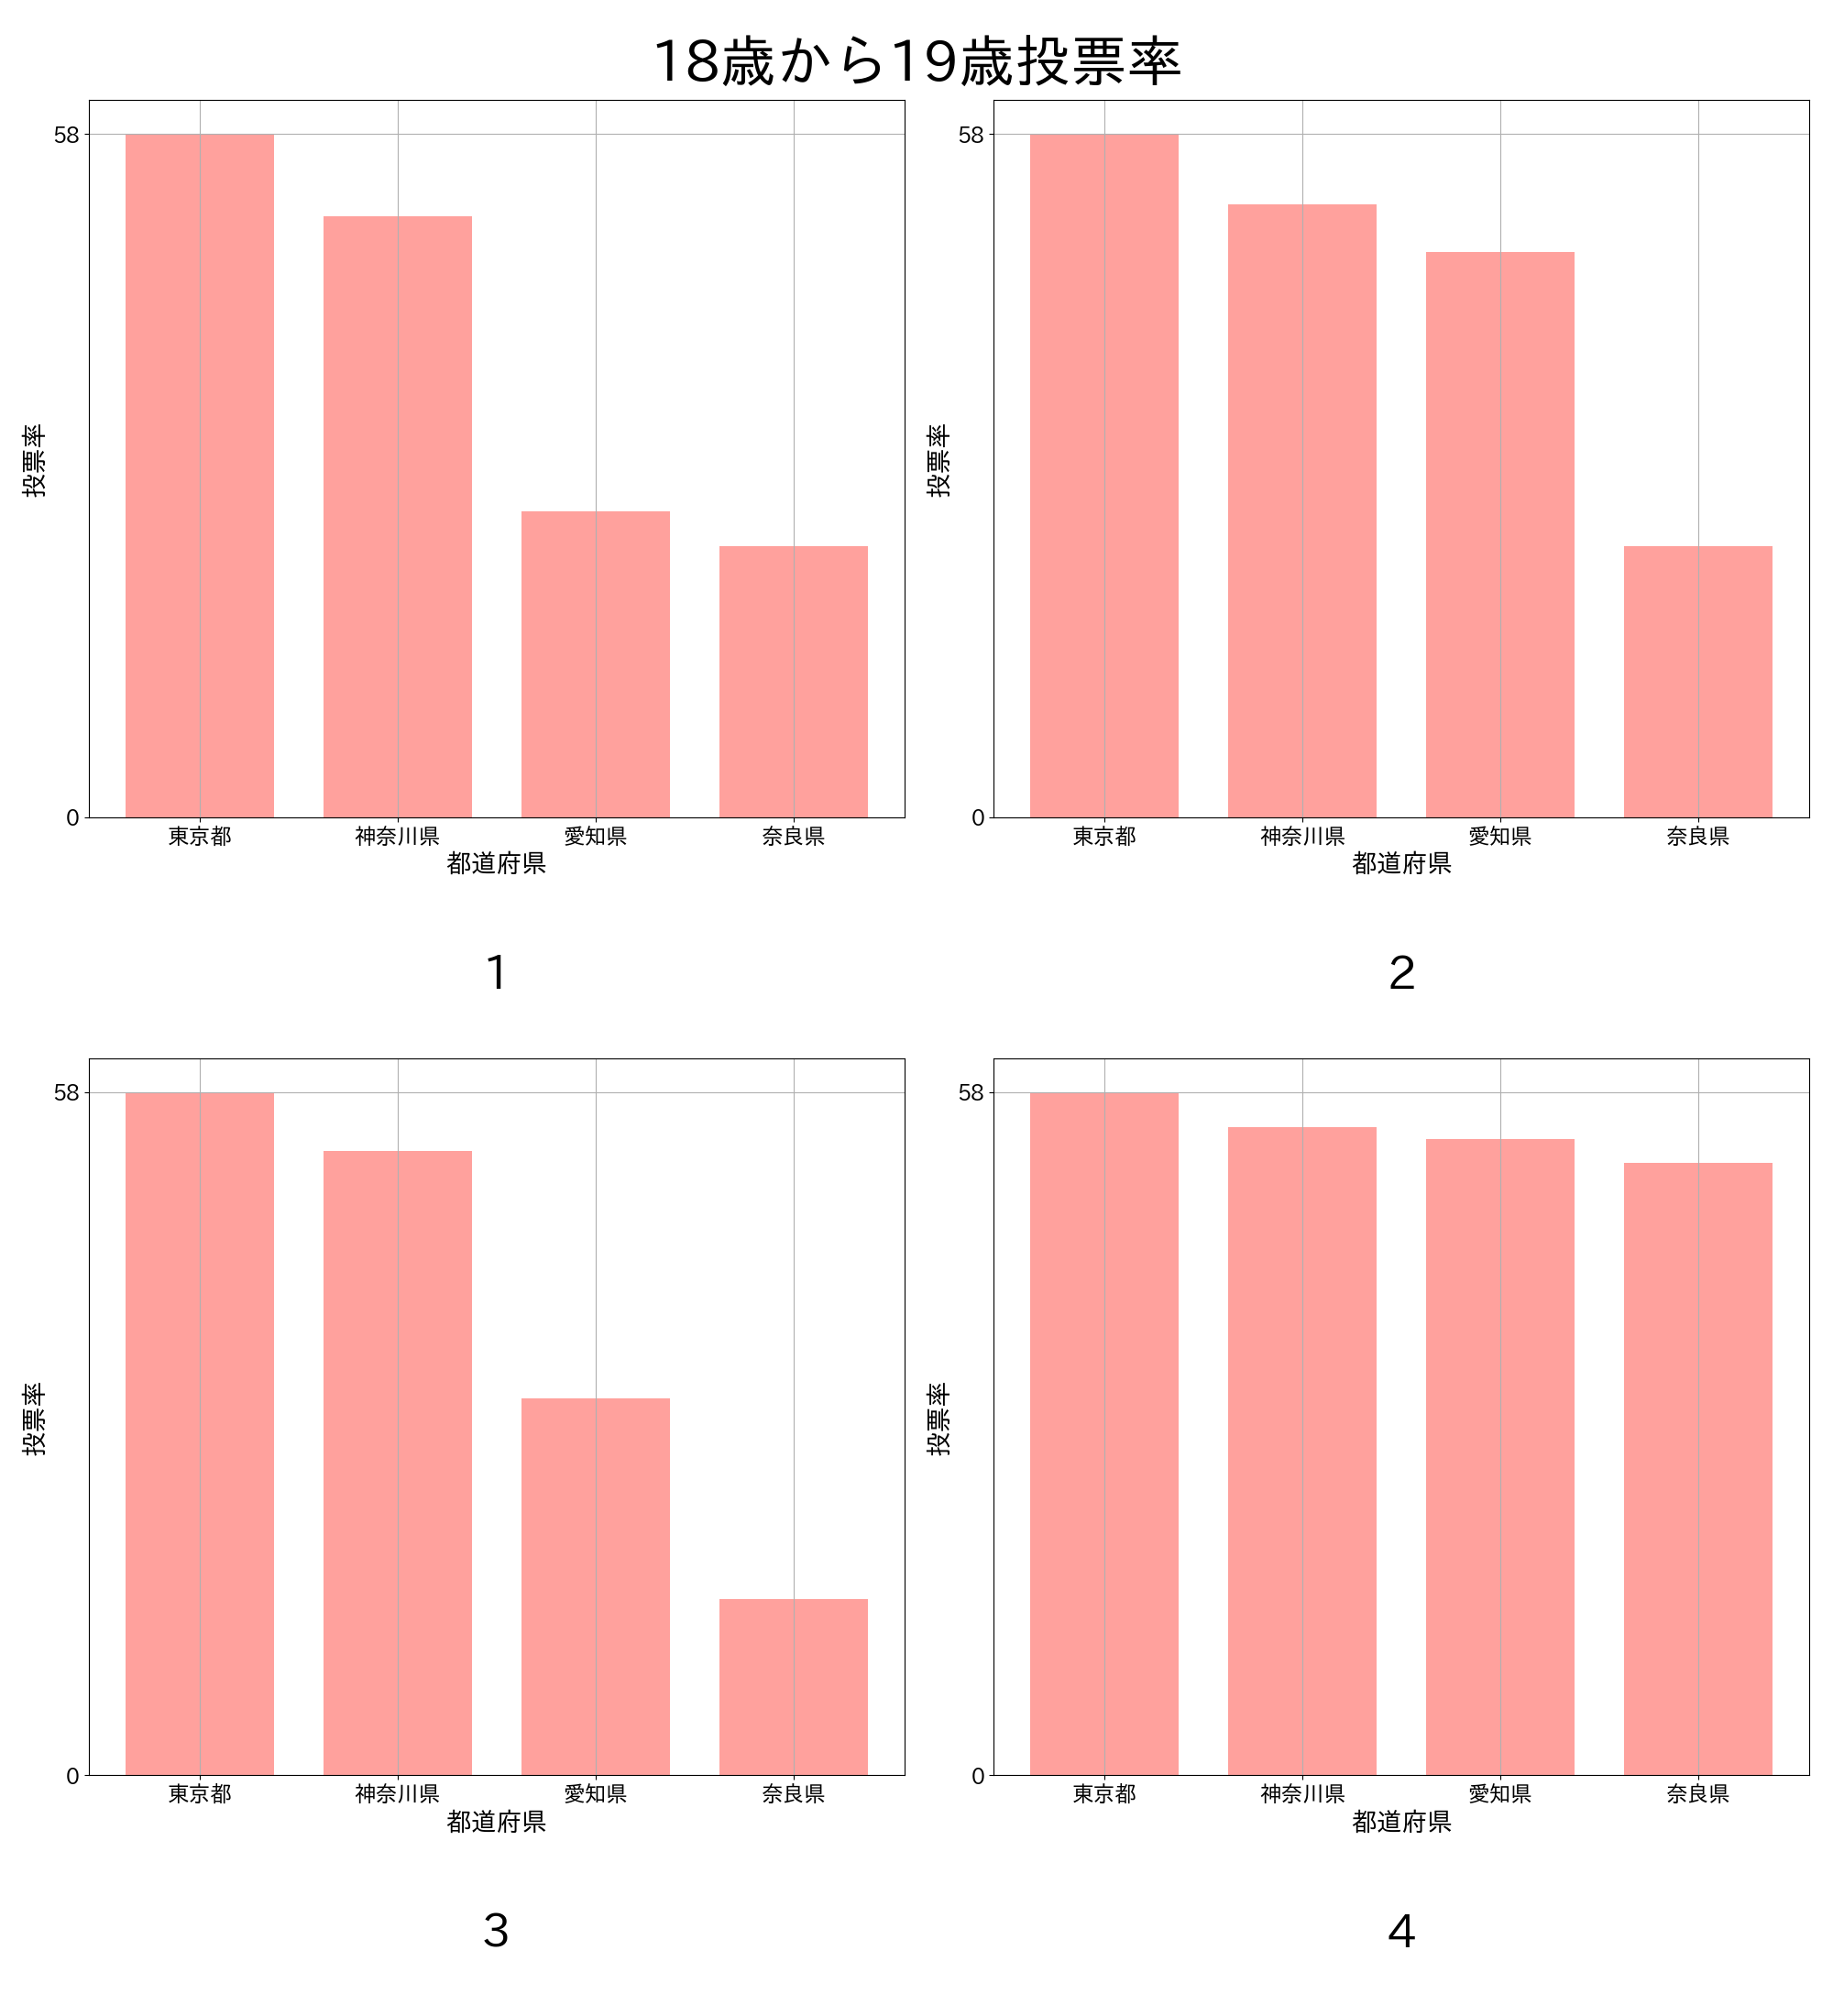 18歳から19歳投票率
58
0
投票率
東京都 神奈川県 愛知県 奈良県
都道府県
1
58
0
投票率
東京都 神奈川県 愛知県 奈良県
都道府県
2
58
0
投票率
東京都 神奈川県 愛知県 奈良県
都道府県
3
58
0
投票率
東京都 神奈川県 愛知県 奈良県
都道府県
4